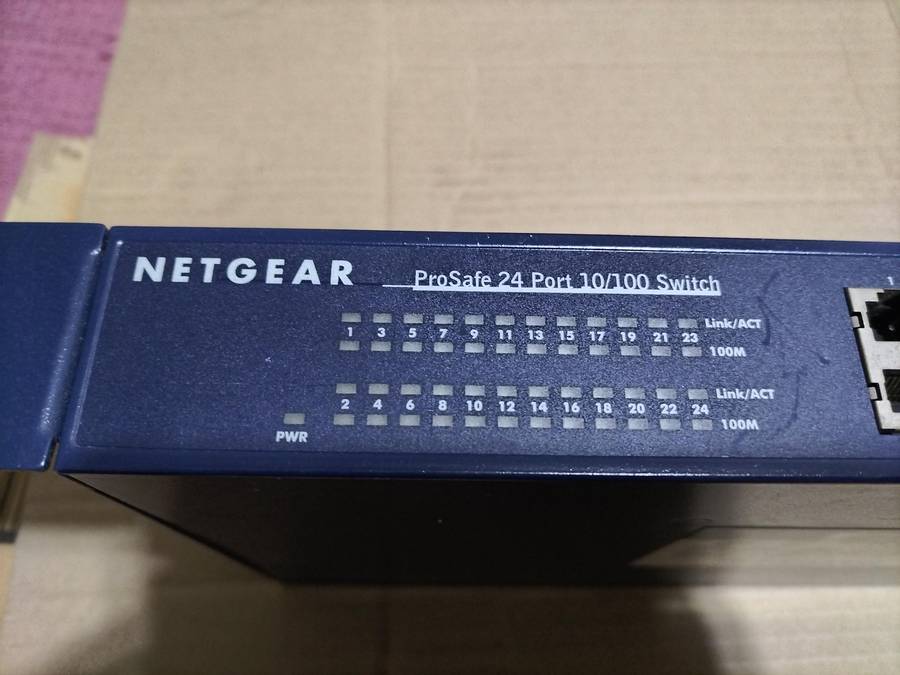 NETGEAR ProSafe 24 Port 10/100 Switch
1 3 5 7 9 11 13 15 17 19 21 23 Link/ACT
100M
2 4 6 8 10 12 14 16 18 20 22 24 Link/ACT
100M
PWR
1